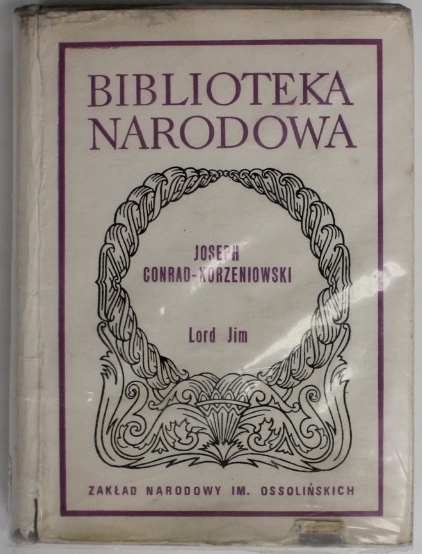 BIBLIOTEKA
NARODOWA
JOSEPH
CONRAD-KORZENIOWSKI
Lord Jim
ZAKŁAD NARODOWY IM. OSSOLIŃSKICH